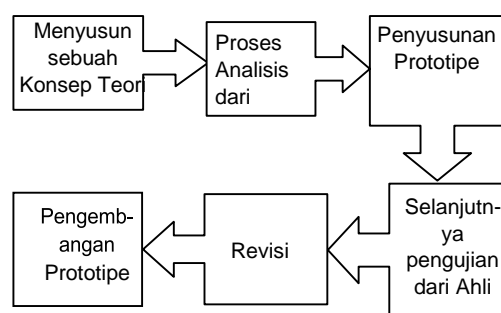 Menyusun
sebuah
Konsep Teori
Proses
Analisis
dari
Penyusunan
Prototipe
Selanjutn-
ya
pengujian
dari Ahli
Revisi
Pengemb-
angan
Prototipe